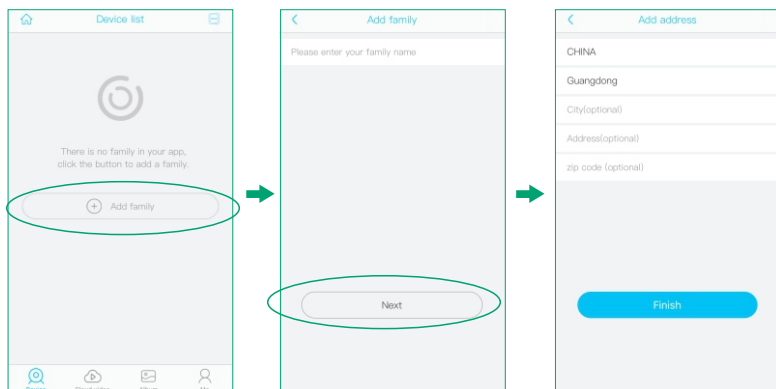 Device list
There is no family in your app,
click the button to add a family.
Add family
Add family
Please enter your family name
Next
Add address
CHINA
Guangdong
City(optional)
Address(optional)
zip code (optional)
Finish